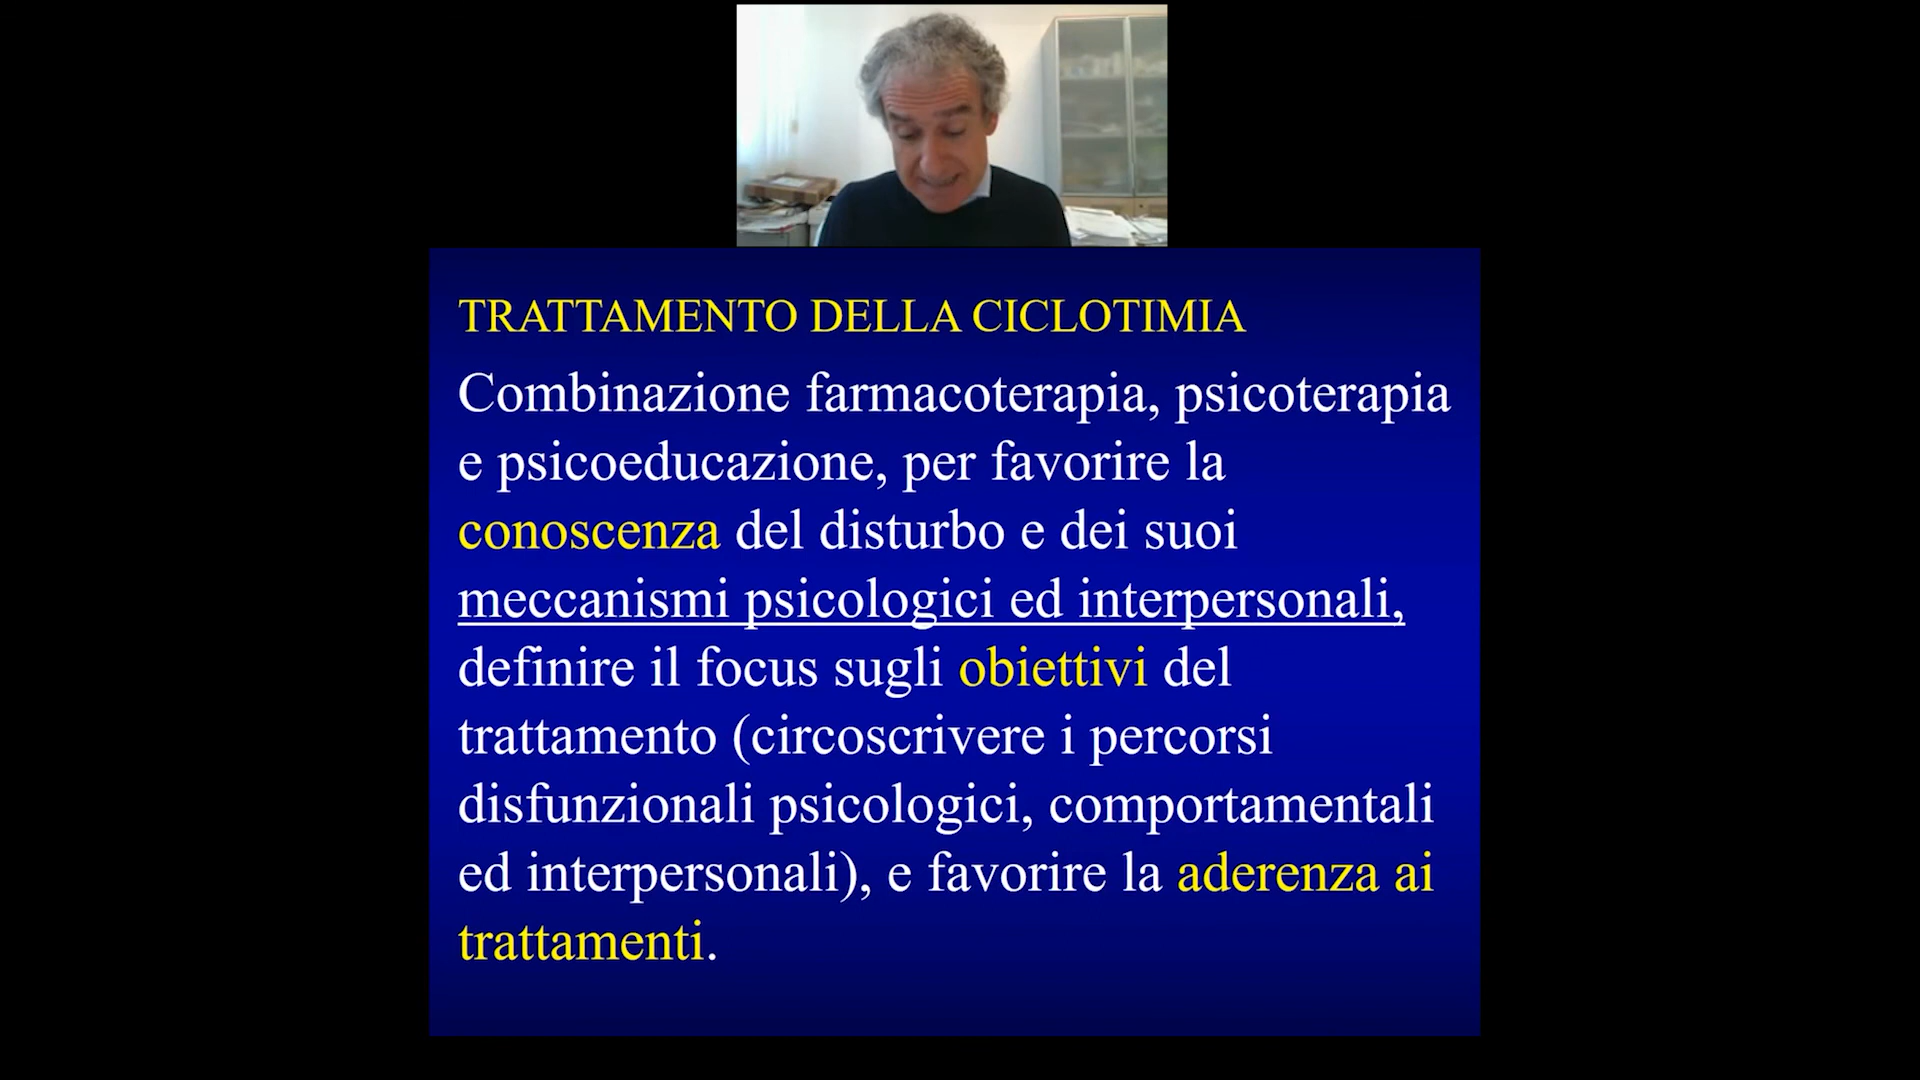 TRATTAMENTO DELLA CICLOTIMIA
Combinazione farmacoterapia, psicoterapia
e psicoeducazione, per favorire la
conoscenza del disturbo e dei suoi
meccanismi psicologici ed interpersonali,
definire il focus sugli obiettivi del
trattamento (circoscrivere i percorsi
disfunzionali psicologici, comportamentali
ed interpersonali), e favorire la aderenza ai
trattamenti.